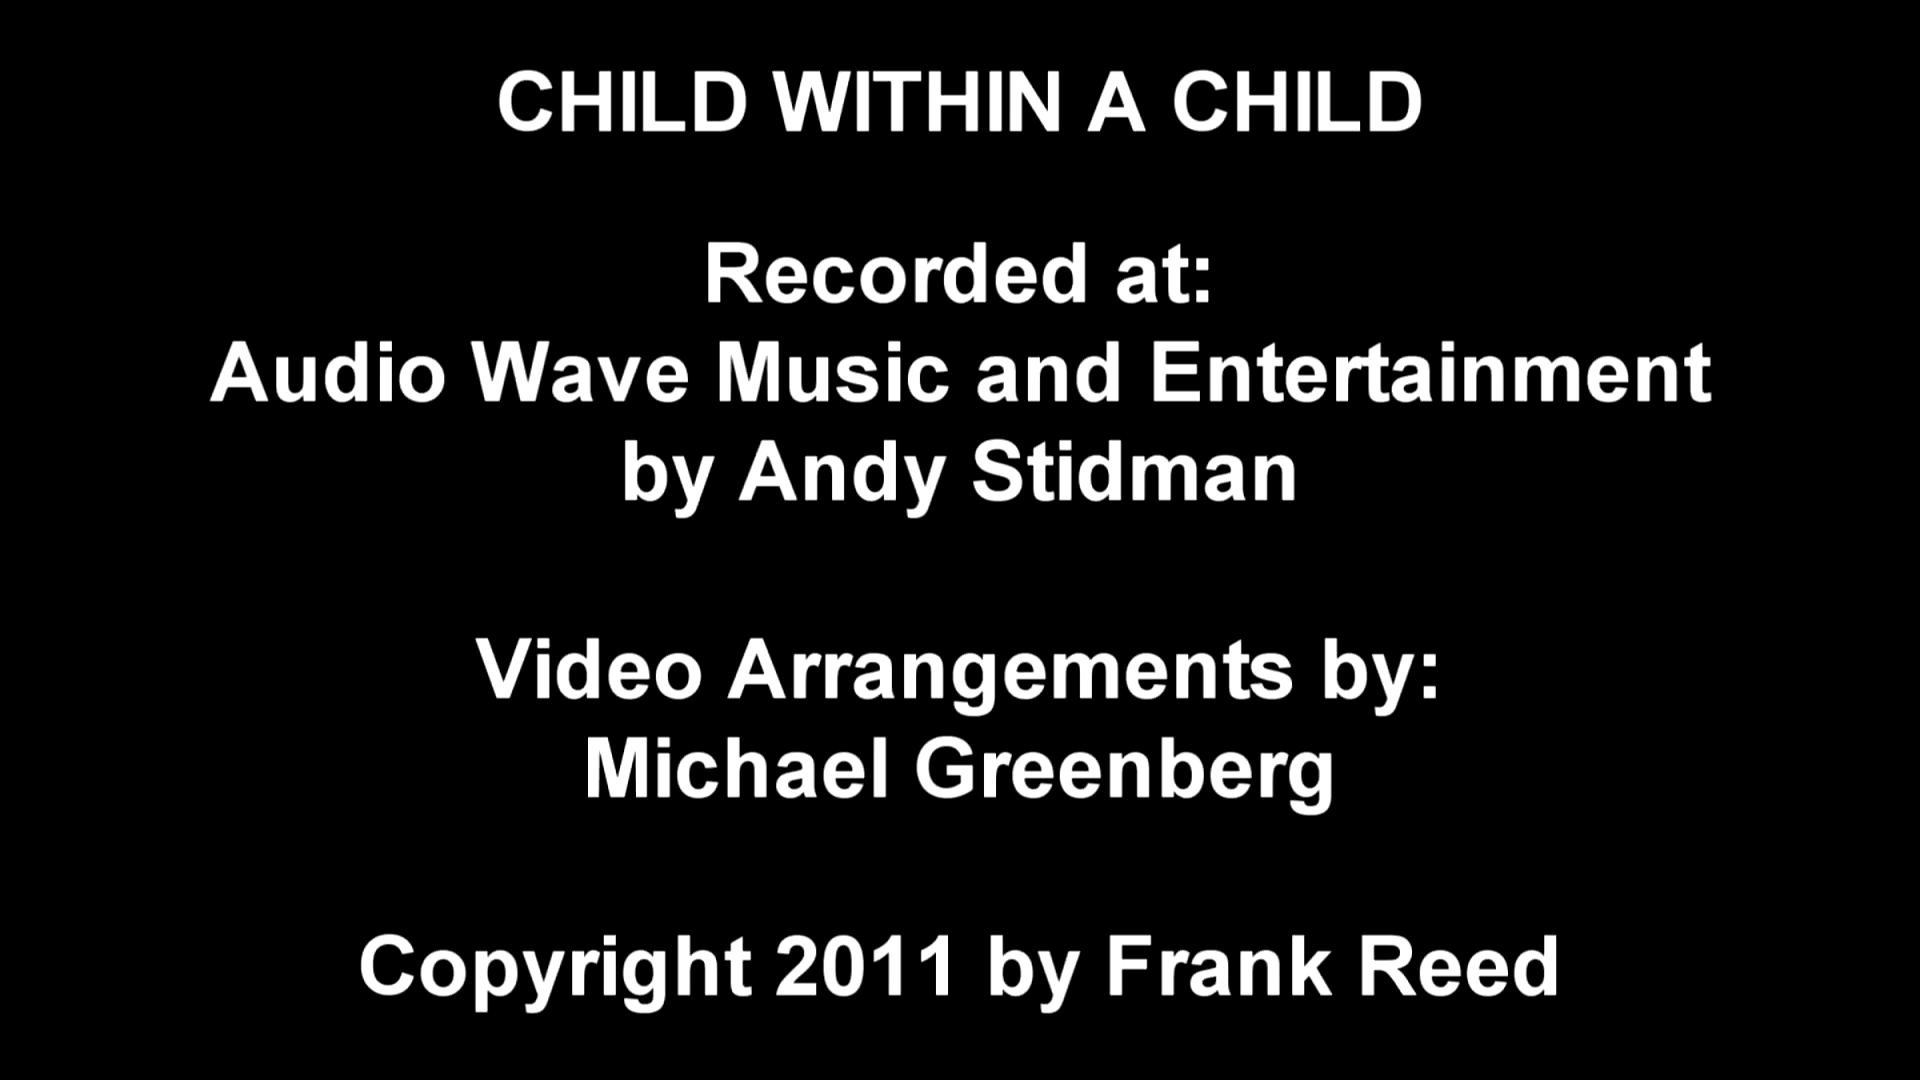 CHILD WITHIN A CHILD
Recorded at:
Audio Wave Music and Entertainment
by Andy Stidman
Video Arrangements by:
Michael Greenberg
Copyright 2011 by Frank Reed